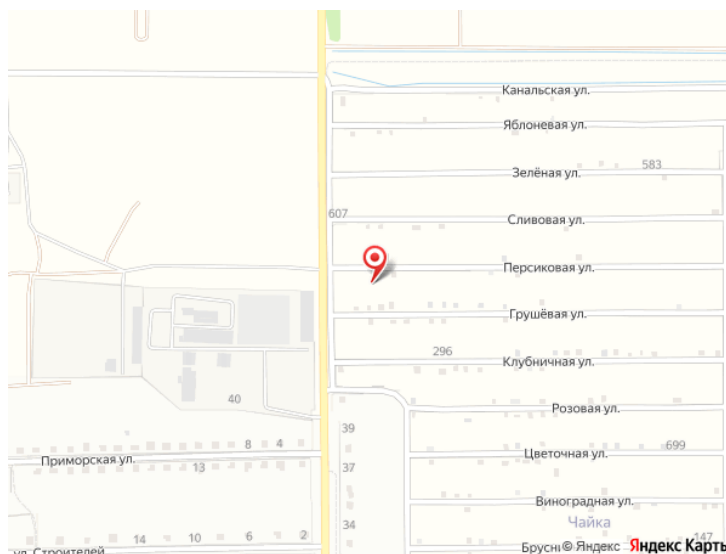 Канальская ул.
Яблоневая ул.
583
Зелёная ул.
607
Сливовая ул.
Персиковая ул.
Грушёвая ул.
296
Клубничная ул.
40
Розовая ул.
39
8 4
699
Приморская ул.
Цветочная ул.
13
37
Виноградная ул.
34
Чайка
14 10 6 2
147
ул. Строителей
Брусн
© Яндекс Яндекс Карты